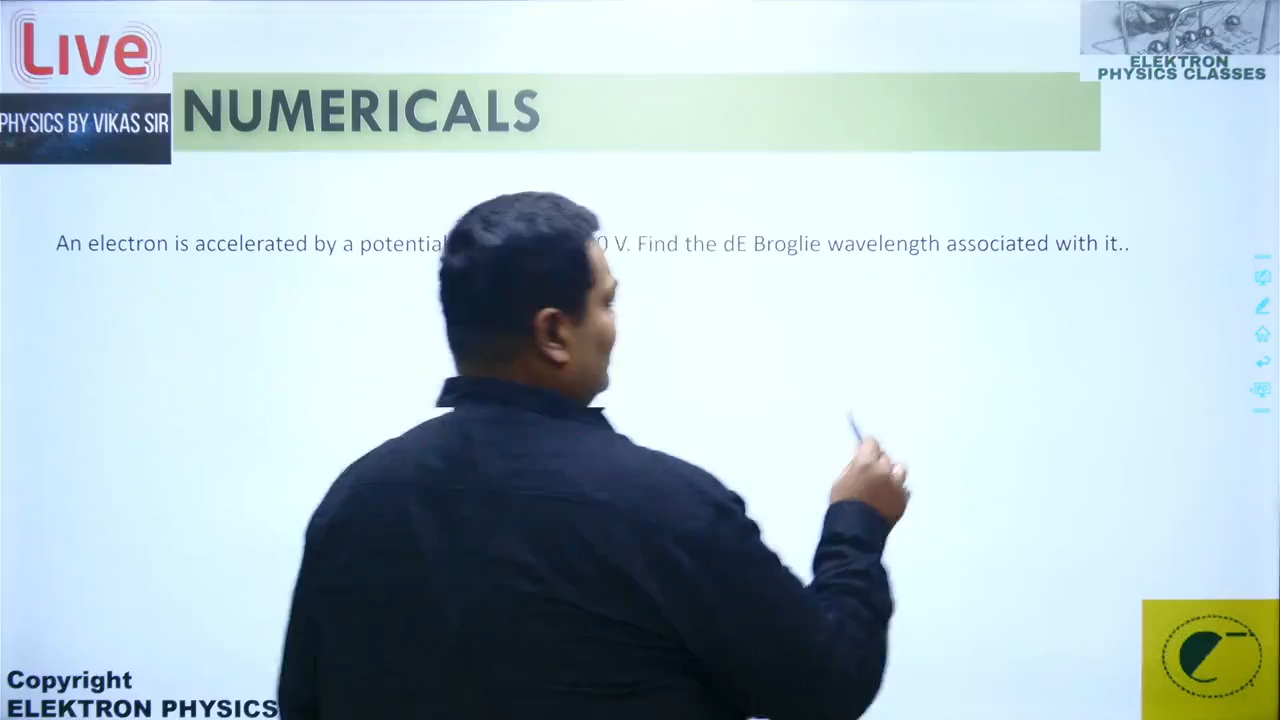 Live
ELEKTRON
PHYSICS CLASSES
PHYSICS BY VIKAS SIR
NUMERICALS
An electron is accelerated by a potential 0 V. Find the dE Broglie wavelength associated with it..
Copyright
ELEKTRON PHYSICS